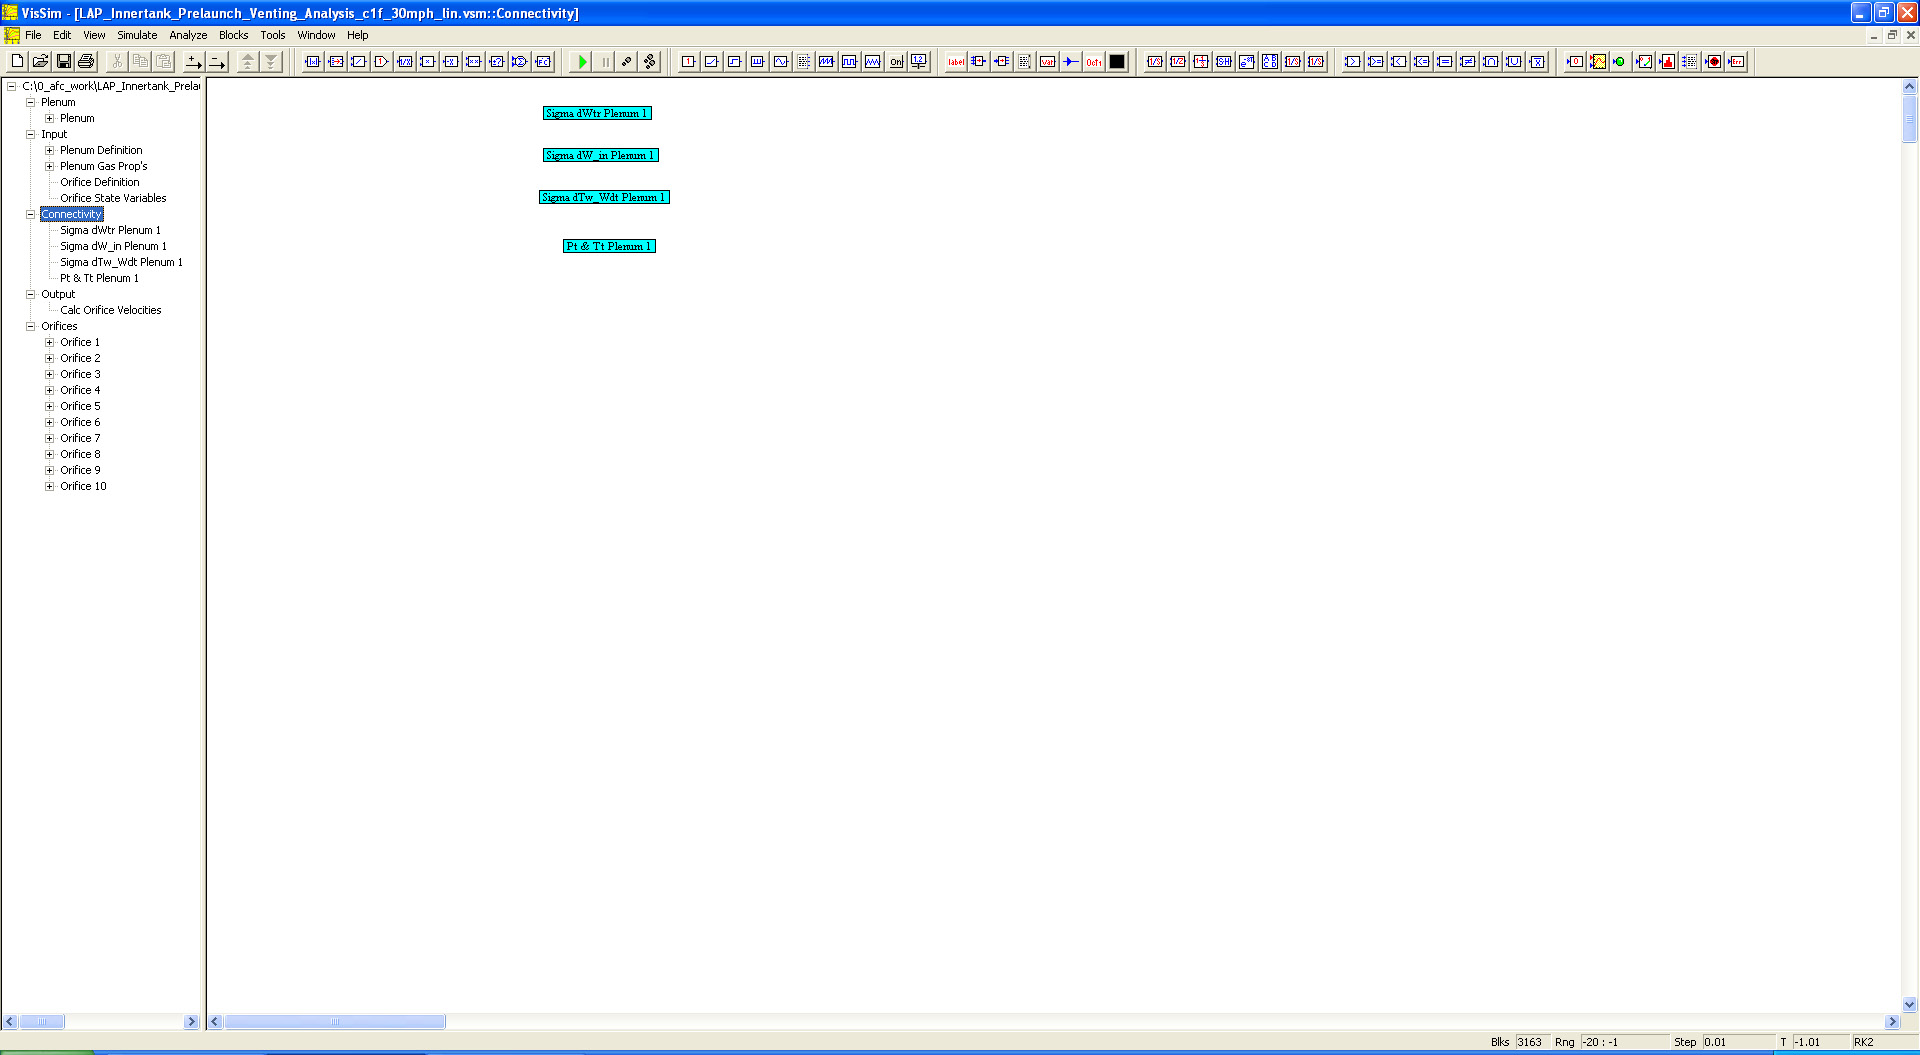 VisSim - [LAP_Innertank_Prelaunch_Venting_Analysis_c1f_30mph_lin.vsm::Connectivity]
File Edit View Simulate Analyze Blocks Tools Window Help
C:\0_afc_work\LAP_Innertank_Prelau
Plenum
Plenum
Input
Plenum Definition
Plenum Gas Prop's
Orifice Definition
Orifice State Variables
Connectivity
Sigma dWtr Plenum 1
Sigma dW_in Plenum 1
Sigma dTw_Wdt Plenum 1
Pt & Tt Plenum 1
Output
Calc Orifice Velocities
Orifices
Orifice 1
Orifice 2
Orifice 3
Orifice 4
Orifice 5
Orifice 6
Orifice 7
Orifice 8
Orifice 9
Orifice 10
Sigma dWtr Plenum 1
Sigma dW_in Plenum 1
Sigma dTw_Wdt Plenum 1
Pt & Tt Plenum 1
Blks 3163 Rng -20 : -1 Step 0.01 T -1.01 RK2